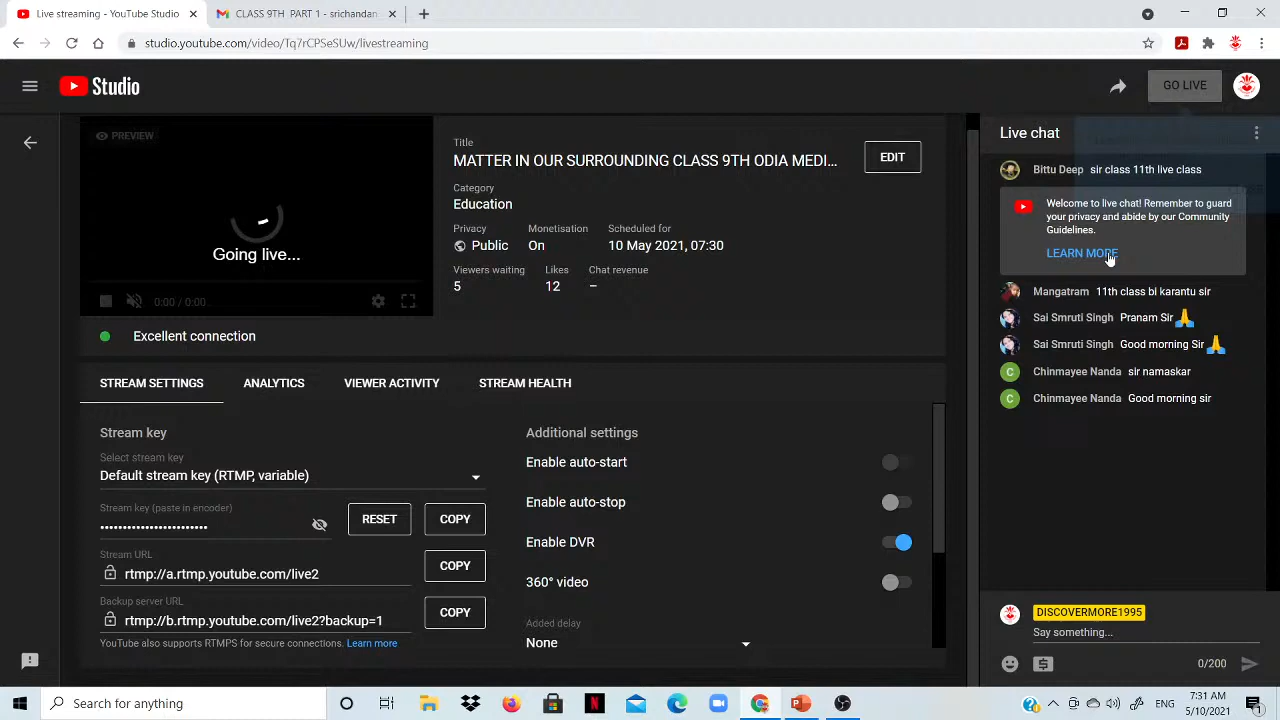 Live streaming - YouTube Studio
CLASS 9TH PART 1 - srichandan
studio.youtube.com/video/Tq7rCPSeSUw/livestreaming
Studio
GO LIVE
PREVIEW
Going live...
0:00 / 0:00
Title
MATTER IN OUR SURROUNDING CLASS 9TH ODIA MEDI...
EDIT
Category
Education
Privacy Monetisation Scheduled for
Public On 10 May 2021, 07:30
Viewers waiting Likes Chat revenue
5 12 –
Excellent connection
STREAM SETTINGS ANALYTICS VIEWER ACTIVITY STREAM HEALTH
Stream key
Select stream key
Default stream key (RTMP, variable)
Stream key (paste in encoder)
••••••••••••••••••••••
RESET COPY
Stream URL
rtmp://a.rtmp.youtube.com/live2
COPY
Backup server URL
rtmp://b.rtmp.youtube.com/live2?backup=1
COPY
YouTube also supports RTMPS for secure connections. Learn more
Additional settings
Enable auto-start
Enable auto-stop
Enable DVR
360° video
Added delay
None
Live chat
Bittu Deep sir class 11th live class
Welcome to live chat! Remember to guard
your privacy and abide by our Community
Guidelines.
LEARN MORE
Mangatram 11th class bi karantu sir
Sai Smruti Singh Pranam Sir🙏
Sai Smruti Singh Good morning Sir🙏
C Chinmayee Nanda sir namaskar
C Chinmayee Nanda Good morning sir
DISCOVERMORE1995
Say something...
0/200
Type here to search
ENG
7:31 AM
5/10/2021